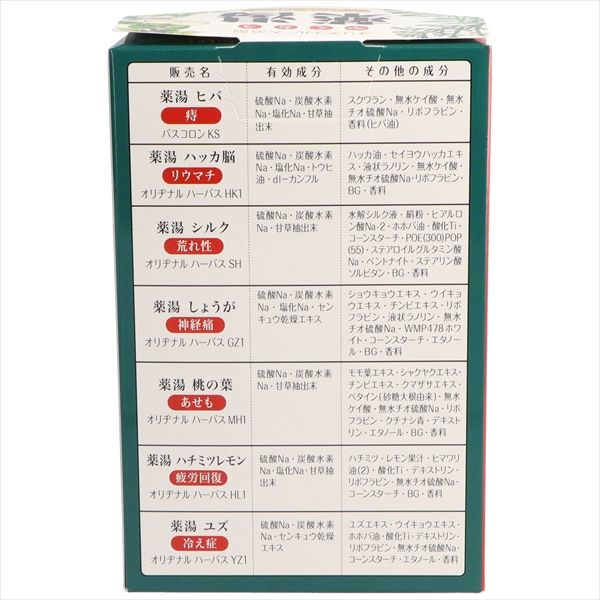 薬湯
販売名 有効成分 その他の成分
薬湯 ヒバ
痔
バスコロン KS
硫酸Na・炭酸水素
Na・塩化Na・甘草抽
出末
スクワラン・無水ケイ酸・無水
チオ硫酸Na・リボフラビン・
香料(ヒバ油)
薬湯 ハッカ脳
リウマチ
オリヂナル ハーバス HK1
硫酸Na・炭酸水素
Na・塩化Na・トウヒ
油・dl-カンフル
ハッカ油・セイヨウハッカエキ
ス・液状ラノリン・無水ケイ酸・
無水チオ硫酸Na・リボフラビン・
BG・香料
薬湯 シルク
荒れ性
オリヂナル ハーバス SH
硫酸Na・炭酸水素
Na・甘草抽出末
水解シルク液・絹粉・ヒアルロ
ン酸Na-2・ホホバ油・酸化Ti・
コーンスターチ・POE(300)POP
(55)・ステアロイルグルタミン酸
Na・ベントナイト・ステアリン酸
ソルビタン・BG・香料
薬湯 しょうが
神経痛
オリヂナル ハーバス GZ1
硫酸Na・炭酸水素
Na・塩化Na・セン
キュウ乾燥エキス
ショウキョウエキス・ウイキョ
ウエキス・チンピエキス・リボ
フラビン・液状ラノリン・無水
チオ硫酸Na・WMP478ホワ
イト・コーンスターチ・エタノー
ル・BG・香料
薬湯 桃の葉
あせも
オリヂナル ハーバス MH1
硫酸Na・炭酸水素
Na・甘草抽出末
モモ葉エキス・シャクヤクエキス・
チンピエキス・クマザサエキス・
ベタイン(砂糖大根由来)・無水
ケイ酸・無水チオ硫酸Na・リボ
フラビン・クチナシ青・デキスト
リン・エタノール・BG・香料
薬湯 ハチミツレモン
疲労回復
オリヂナル ハーバス HL1
硫酸Na・炭酸水素
Na・塩化Na・甘草抽
出末
ハチミツ・レモン果汁・ヒマワリ
油(2)・酸化Ti・デキストリン・
リボフラビン・無水チオ硫酸Na・
コーンスターチ・BG・香料
薬湯 ユズ
冷え症
オリヂナル ハーバス YZ1
硫酸Na・炭酸水素
Na・センキュウ乾燥
エキス
ユズエキス・ウイキョウエキス・
ホホバ油・酸化Ti・デキストリン・
リボフラビン・無水チオ硫酸Na・
コーンスターチ・エタノール・香料